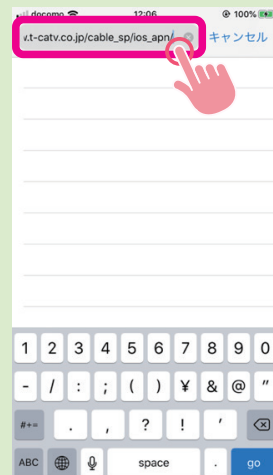 docomo 12:06 100%
v.t-catv.co.jp/cable_sp/ios_apn/ キャンセル
1 2 3 4 5 6 7 8 9 0
- / : ; ( ) ¥ & @ "
#+= . , ? ! '
ABC space . go